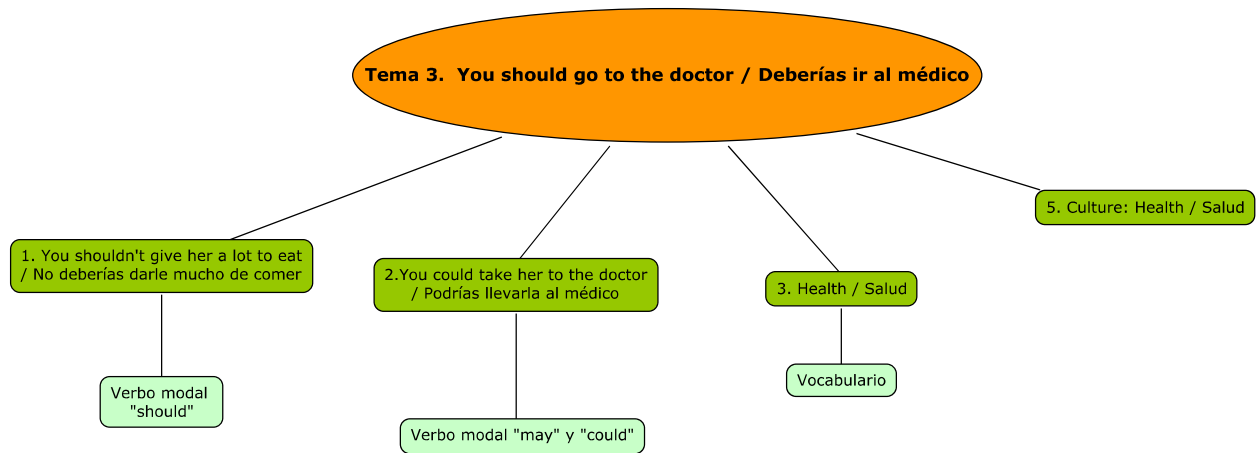 Tema 3.  You should go to the doctor / Deberías ir al médico
5. Culture: Health / Salud
1. You shouldn't give her a lot to eat
/ No deberías darle mucho de comer
2.You could take her to the doctor
/ Podrías llevarla al médico
3. Health / Salud
Verbo modal
"should"
Verbo modal "may" y "could"
Vocabulario